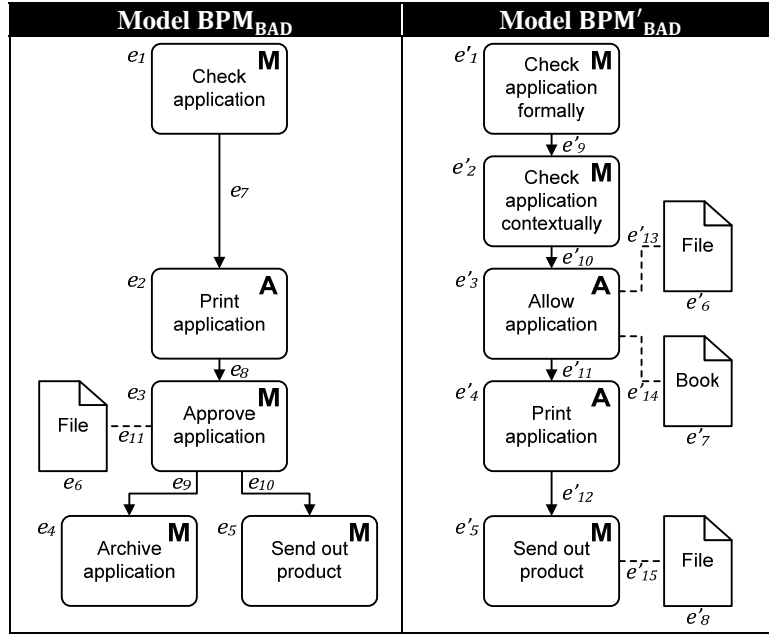 Model BPM_BAD
Model BPM'_BAD
e1
M
Check
application
e7
e2
A
Print
application
e8
e3
M
Approve
application
File
e11
e6
e9
e10
e4
M
Archive
application
e5
M
Send out
product
e'1
M
Check
application
formally
e'9
e'2
M
Check
application
contextually
e'10
e'13
File
e'6
e'3
A
Allow
application
e'11
e'14
Book
e'7
e'4
A
Print
application
e'12
e'5
M
Send out
product
e'15
File
e'8